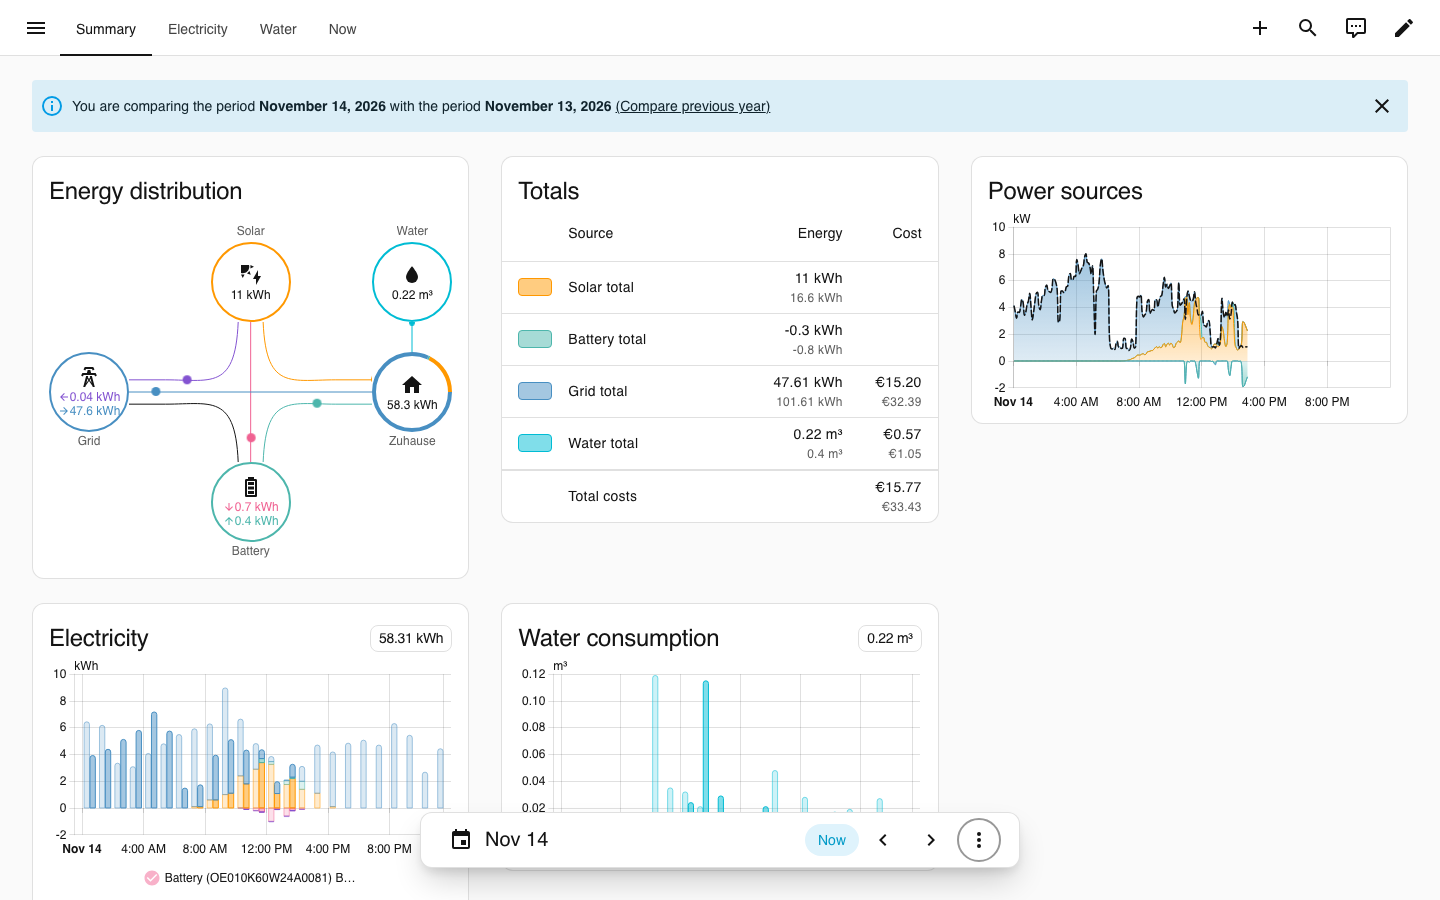 Summary
Electricity
Water
Now
You are comparing the period November 14, 2026 with the period November 13, 2026 (Compare previous year)
Energy distribution
Solar
Water
11 kWh
0.22 m³
←0.04 kWh
→47.6 kWh
58.3 kWh
Grid
Zuhause
↓0.7 kWh
↑0.4 kWh
Battery
Totals
Source Energy Cost
Solar total 11 kWh
16.6 kWh
Battery total -0.3 kWh
-0.8 kWh
Grid total 47.61 kWh €15.20
101.61 kWh €32.39
Water total 0.22 m³ €0.57
0.4 m³ €1.05
Total costs €15.77
€33.43
Power sources
kW
10
8
6
4
2
0
-2
Nov 14 4:00 AM 8:00 AM 12:00 PM 4:00 PM 8:00 PM
Electricity
58.31 kWh
kWh
10
8
6
4
2
0
-2
Nov 14 4:00 AM 8:00 AM 12:00 PM 4:00 PM 8:00 PM
Battery (OE010K60W24A0081) B...
Water consumption
0.22 m³
m³
0.12
0.10
0.08
0.06
0.04
0.02
Nov 14
Now